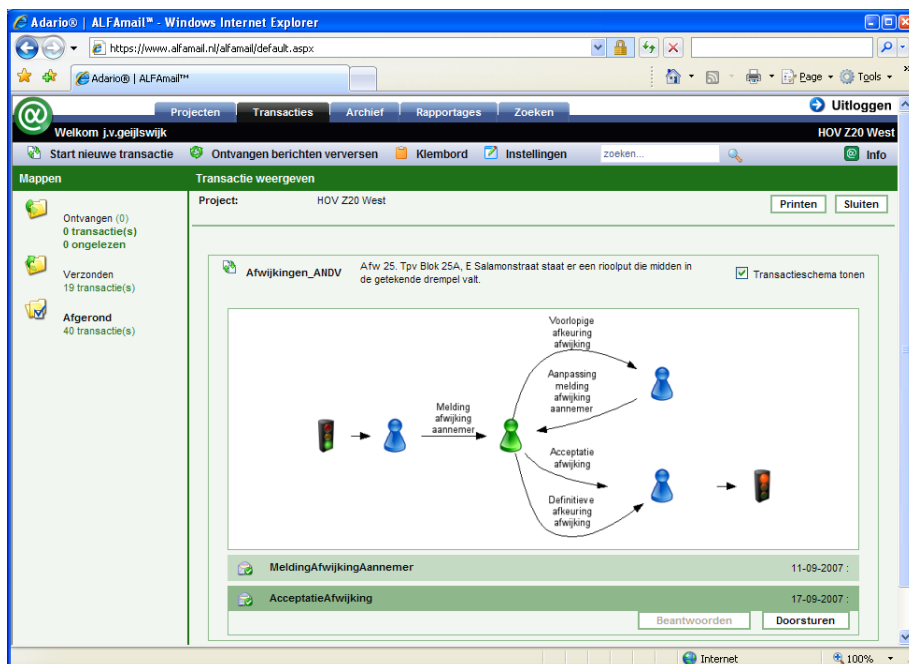 Adario® | ALFAmail™ - Windows Internet Explorer
https://www.alfamail.nl/alfamail/default.aspx
Adario® | ALFAmail™
Page
Tools
»
Projecten
Transacties
Archief
Rapportages
Zoeken
Uitloggen
Welkom j.v.geijlswijk
HOV Z20 West
Start nieuwe transactie
Ontvangen berichten verversen
Klembord
Instellingen
zoeken...
Info
Mappen
Transactie weergeven
Ontvangen (0)
0 transactie(s)
0 ongelezen
Verzonden
19 transactie(s)
Afgerond
40 transactie(s)
Project:
HOV Z20 West
Printen
Sluiten
Afwijkingen_ANDV
Afw 25. Tpv Blok 25A, E Salamonstraat staat er een rioolput die midden in
de getekende drempel valt.
Transactieschema tonen
Voorlopige
afkeuring
afwijking
Aanpassing
melding
afwijking
aannemer
Melding
afwijking
aannemer
Acceptatie
afwijking
Definitieve
afkeuring
afwijking
MeldingAfwijkingAannemer
11-09-2007 :
AcceptatieAfwijking
17-09-2007 :
Beantwoorden
Doorsturen
Internet
100%